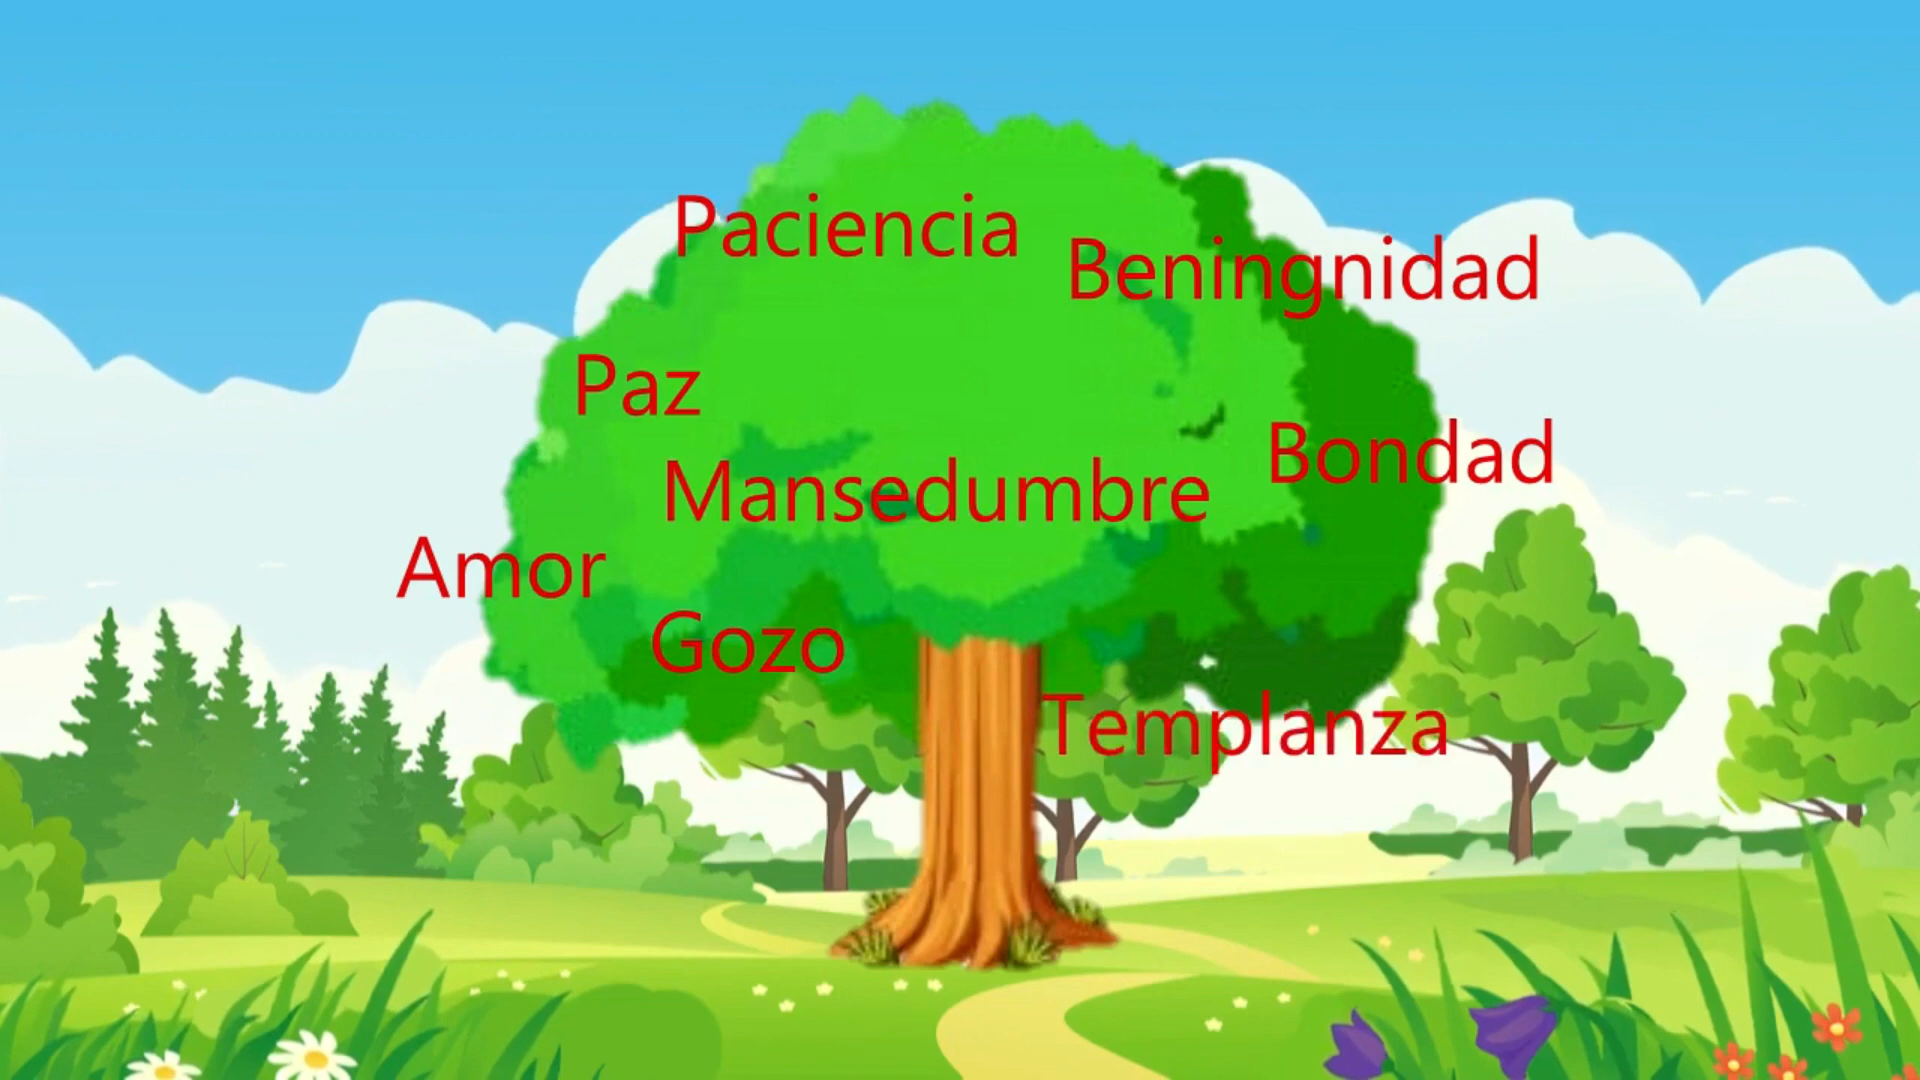 Paciencia
Beningnidad
Paz
Bondad
Mansedumbre
Amor
Gozo
Templanza